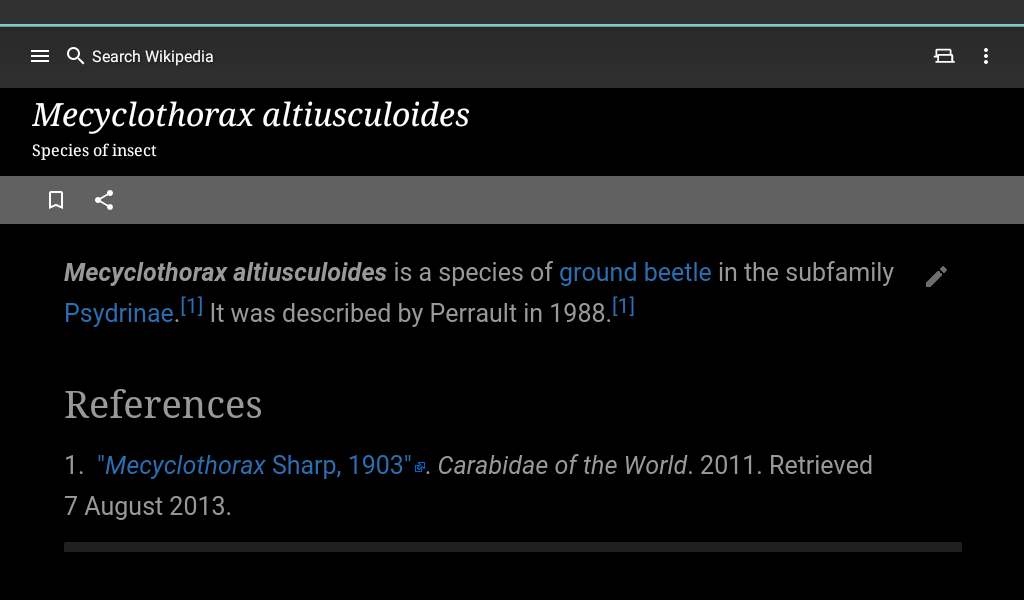 Search Wikipedia
Mecyclothorax altiusculoides
Species of insect
Mecyclothorax altiusculoides is a species of ground beetle in the subfamily
Psydrinae.[1] It was described by Perrault in 1988.[1]
References
1. "Mecyclothorax Sharp, 1903". Carabidae of the World. 2011. Retrieved
7 August 2013.